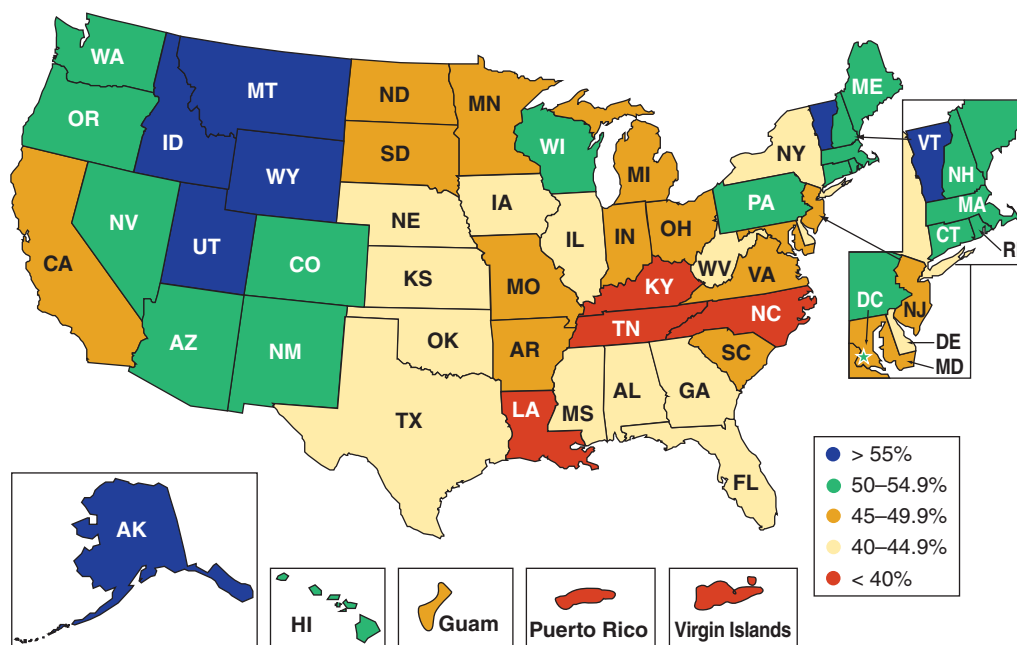 WA
MT
ND
MN
ME
OR
ID
SD
WI
NY
VT
WY
MI
NH
NE
IA
PA
MA
NV
IL
IN
OH
CT
R
UT
CO
CA
KS
MO
WV
VA
KY
DC
NJ
AZ
NM
OK
AR
TN
NC
SC
DE
MD
TX
LA
MS
AL
GA
FL
> 55%
50–54.9%
45–49.9%
40–44.9%
< 40%
AK
HI
Guam
Puerto Rico
Virgin Islands